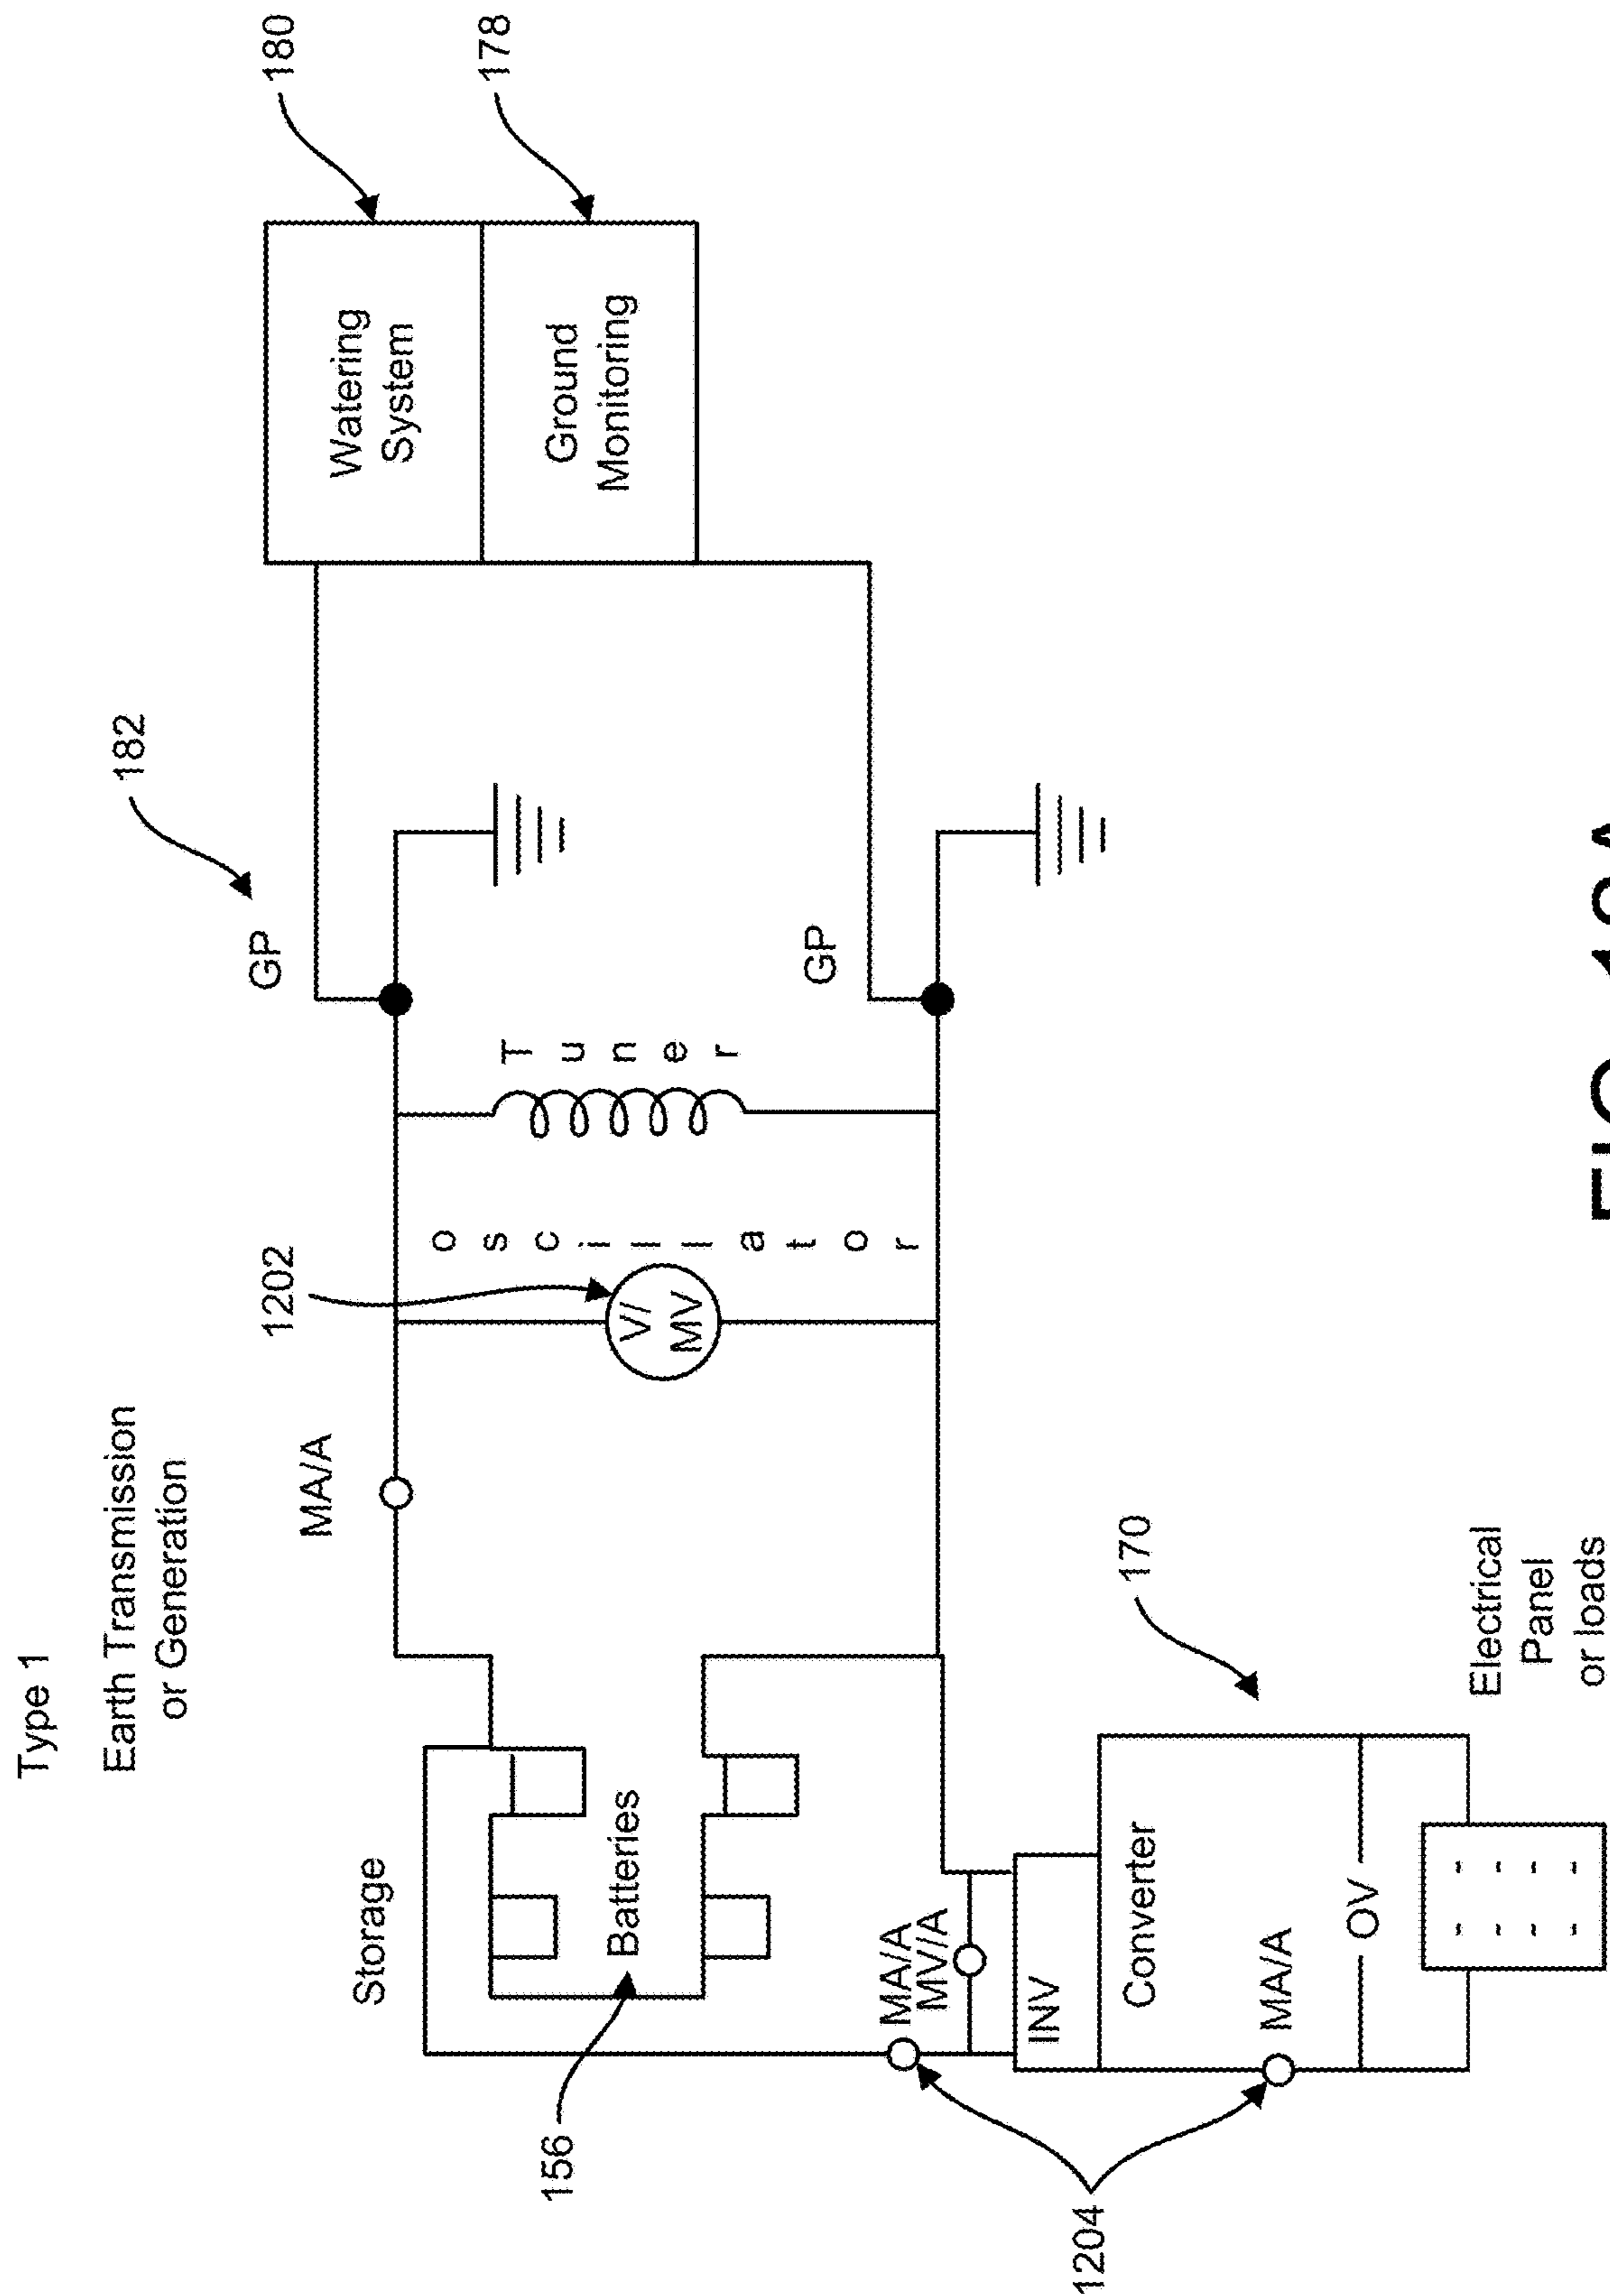 Type 1
Earth Transmission
or Generation
182
180
178
GP
Watering
System
Ground
Monitoring
MA/A
1202
V/
MV
oscillator
Tuner
GP
Storage
Batteries
156
MA/A
MV/A
1204
INV
Converter
170
MA/A
OV
Electrical
Panel
or loads